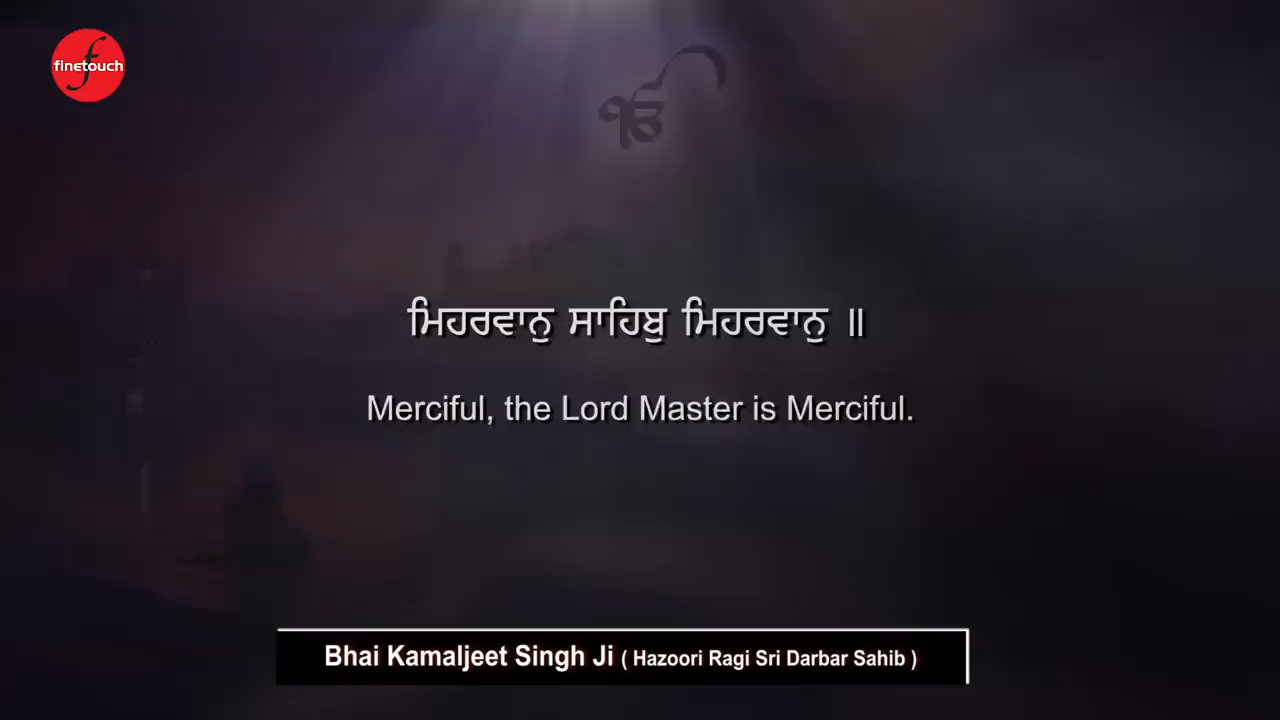 finetouch
ੴ
ਮਿਹਰਵਾਨੁ ਸਾਹਿਬੁ ਮਿਹਰਵਾਨੁ ॥
Merciful, the Lord Master is Merciful.
Bhai Kamaljeet Singh Ji ( Hazoori Ragi Sri Darbar Sahib )